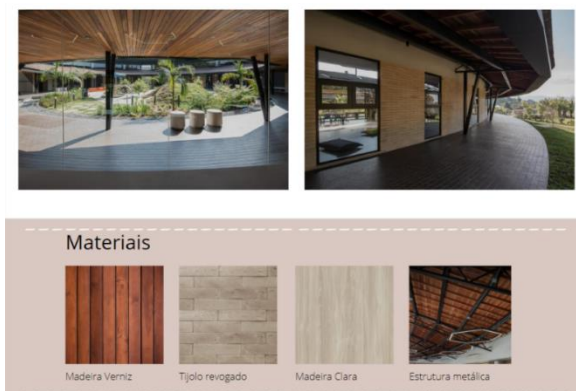 Materiais
Madeira Verniz
Tijolo revogado
Madeira Clara
Estrutura metálica